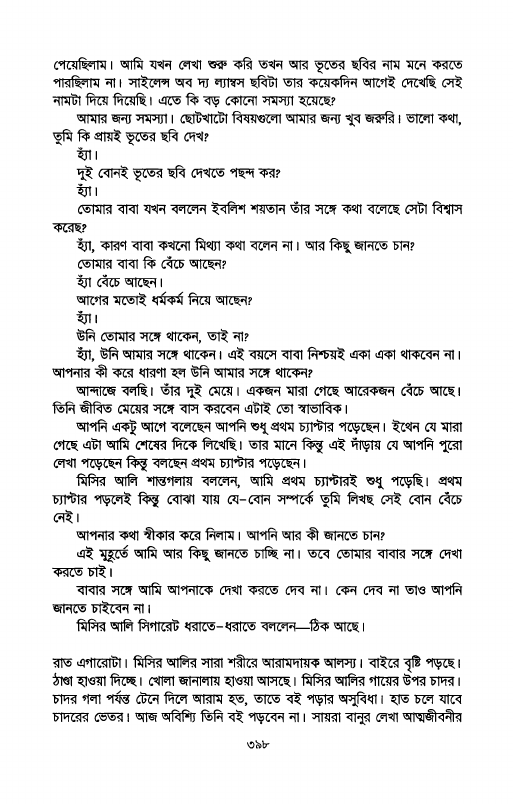 পেয়েছিলাম। আমি যখন লেখা শুরু করি তখন আর ভূতের ছবির নাম মনে করতে
পারছিলাম না। সাইলেন্স অব দ্য ল্যাম্বস ছবিটা তার কয়েকদিন আগেই দেখেছি সেই
নামটা দিয়ে দিয়েছি। এতে কি বড় কোনো সমস্যা হয়েছে?
আমার জন্য সমস্যা। ছোটখাটো বিষয়গুলো আমার জন্য খুব জরুরি। ভালো কথা,
তুমি কি প্রায়ই ভূতের ছবি দেখ?
হ্যাঁ।
দুই বোনই ভূতের ছবি দেখতে পছন্দ কর?
হ্যাঁ।
তোমার বাবা যখন বললেন ইবলিশ শয়তান তাঁর সঙ্গে কথা বলেছে সেটা বিশ্বাস
করেছ?
হ্যাঁ, কারণ বাবা কখনো মিথ্যা কথা বলেন না। আর কিছু জানতে চান?
তোমার বাবা কি বেঁচে আছেন?
হ্যাঁ বেঁচে আছেন।
আগের মতোই ধর্মকর্ম নিয়ে আছেন?
হ্যাঁ।
উনি তোমার সঙ্গে থাকেন, তাই না?
হ্যাঁ, উনি আমার সঙ্গে থাকেন। এই বয়সে বাবা নিশ্চয়ই একা একা থাকবেন না।
আপনার কী করে ধারণা হল উনি আমার সঙ্গে থাকেন?
আন্দাজে বলছি। তাঁর দুই মেয়ে। একজন মারা গেছে আরেকজন বেঁচে আছে।
তিনি জীবিত মেয়ের সঙ্গে বাস করবেন এটাই তো স্বাভাবিক।
আপনি একটু আগে বলেছেন আপনি শুধু প্রথম চ্যাপ্টার পড়েছেন। ইথেন যে মারা
গেছে এটা আমি শেষের দিকে লিখেছি। তার মানে কিন্তু এই দাঁড়ায় যে আপনি পুরো
লেখা পড়েছেন কিন্তু বলছেন প্রথম চ্যাপ্টার পড়েছেন।
মিসির আলি শান্তগলায় বললেন, আমি প্রথম চ্যাপ্টারই শুধু পড়েছি। প্রথম
চ্যাপ্টার পড়লেই কিন্তু বোঝা যায় যে-বোন সম্পর্কে তুমি লিখছ সেই বোন বেঁচে
নেই।
আপনার কথা স্বীকার করে নিলাম। আপনি আর কী জানতে চান?
এই মুহূর্তে আমি আর কিছু জানতে চাচ্ছি না। তবে তোমার বাবার সঙ্গে দেখা
করতে চাই।
বাবার সঙ্গে আমি আপনাকে দেখা করতে দেব না। কেন দেব না তাও আপনি
জানতে চাইবেন না।
মিসির আলি সিগারেট ধরাতে-ধরাতে বললেন—ঠিক আছে।
রাত এগারোটা। মিসির আলির সারা শরীরে আরামদায়ক আলস্য। বাইরে বৃষ্টি পড়ছে।
ঠাণ্ডা হাওয়া দিচ্ছে। খোলা জানালায় হাওয়া আসছে। মিসির আলির গায়ের উপর চাদর।
চাদর গলা পর্যন্ত টেনে দিলে আরাম হত, তাতে বই পড়ার অসুবিধা। হাত চলে যাবে
চাদরের ভেতর। আজ অবিশ্যি তিনি বই পড়বেন না। সায়রা বানুর লেখা আত্মজীবনীর
৩৯৮